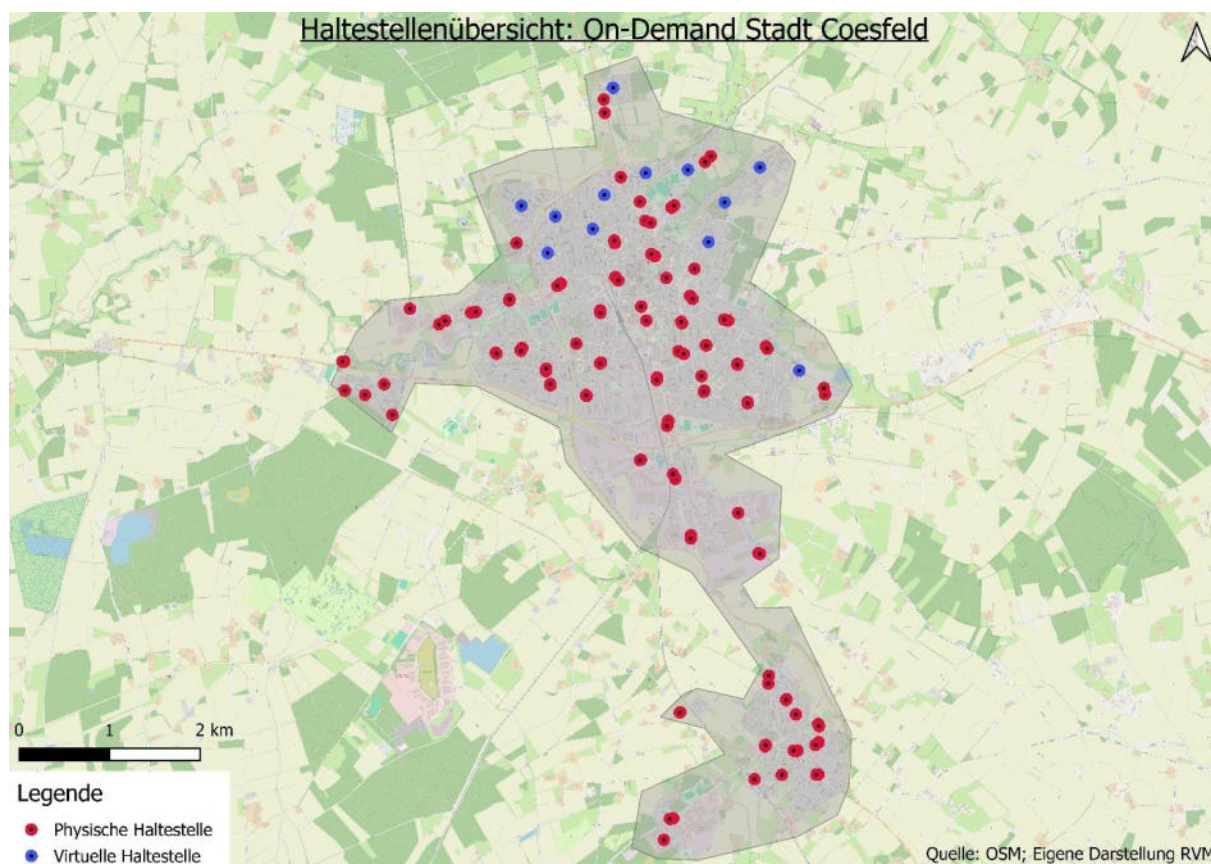 Haltestellenübersicht: On-Demand Stadt Coesfeld
0 1 2 km
Legende
Physische Haltestelle
Virtuelle Haltestelle
Quelle: OSM; Eigene Darstellung RVM